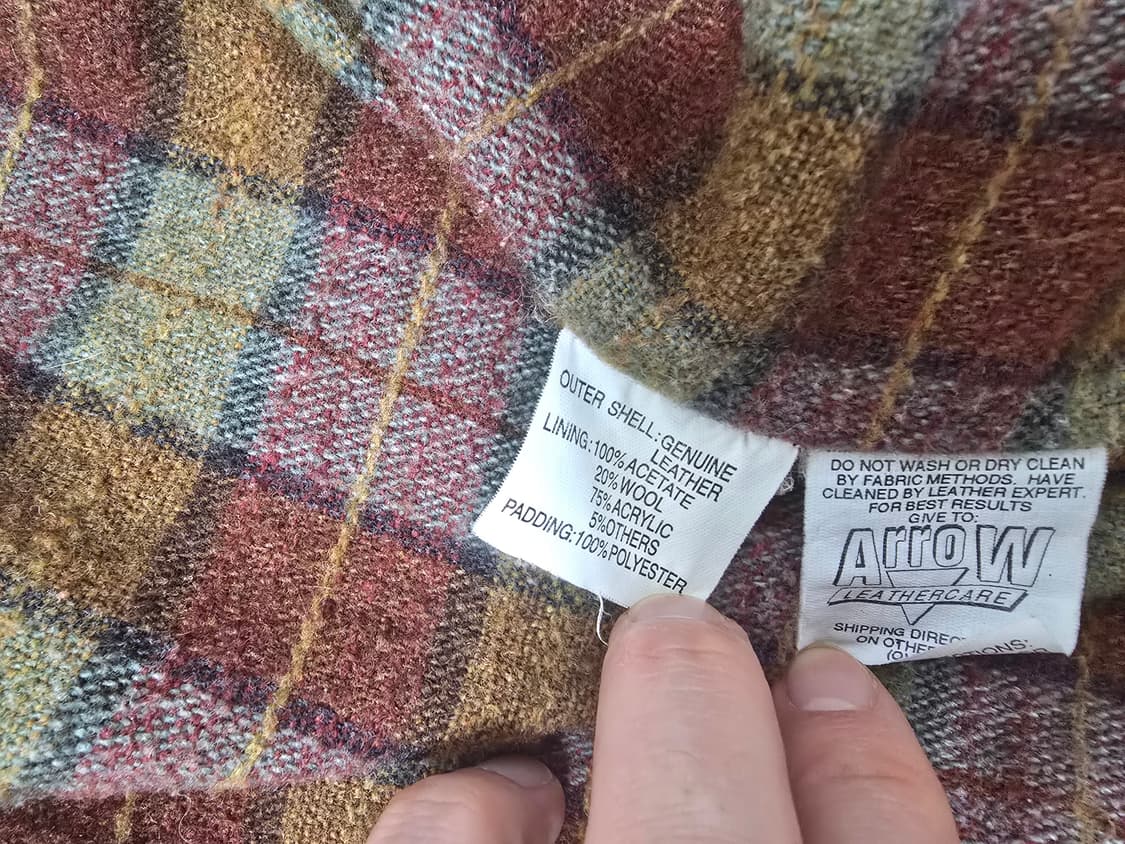 OUTER SHELL:GENUINE
LEATHER
LINING:100%ACETATE
20%WOOL
75%ACRYLIC
5%OTHERS
PADDING:100%POLYESTER
DO NOT WASH OR DRY CLEAN
BY FABRIC METHODS. HAVE
CLEANED BY LEATHER EXPERT.
FOR BEST RESULTS
GIVE TO:
ArroW
LEATHERCARE
SHIPPING
ON